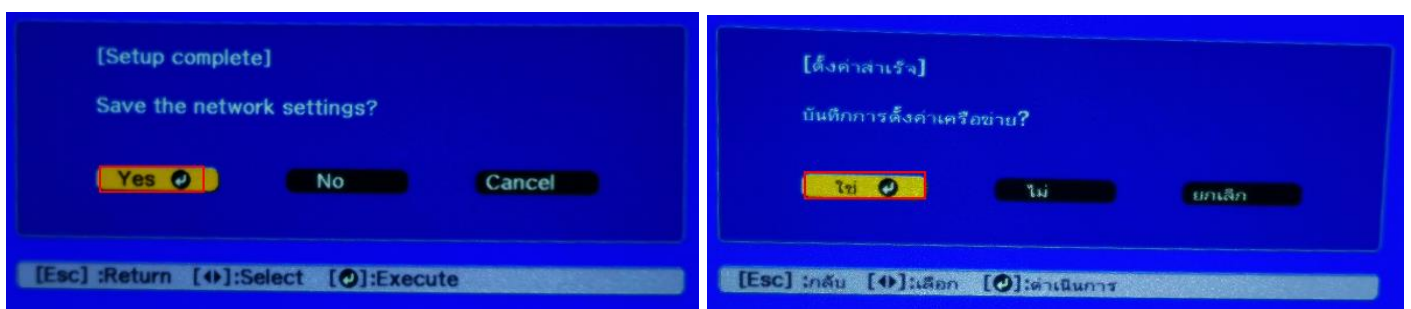 [Setup complete]
Save the network settings?
Yes No Cancel
[Esc] :Return [◀▶]:Select [⏎]:Execute
[ตั้งค่าสำเร็จ]
บันทึกการตั้งค่าเครือข่าย?
ใช่ ไม่ ยกเลิก
[Esc] :กลับ [◀▶]:เลือก [⏎]:ดำเนินการ